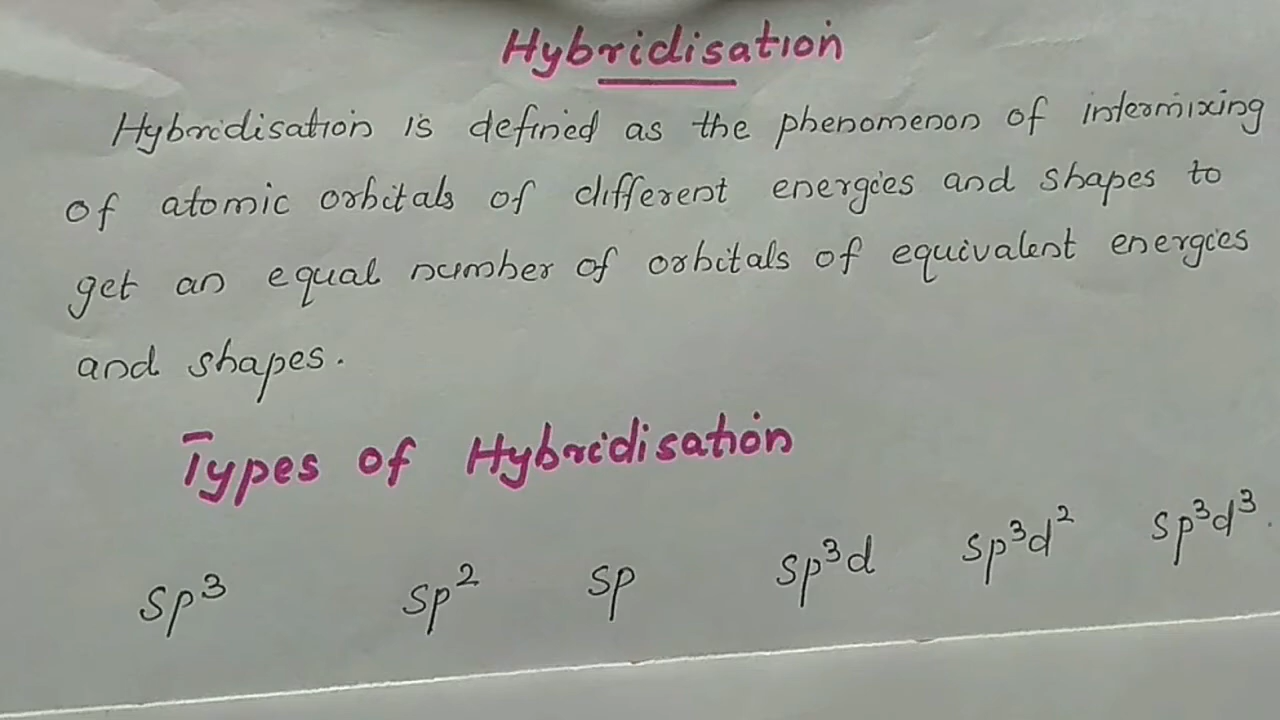 Hybridisation
Hybridisation is defined as the phenomenon of intermixing
of atomic orbitals of different energies and shapes to
get an equal number of orbitals of equivalent energies
and shapes.
Types of Hybridisation
sp³ sp² sp sp³d sp³d² sp³d³.